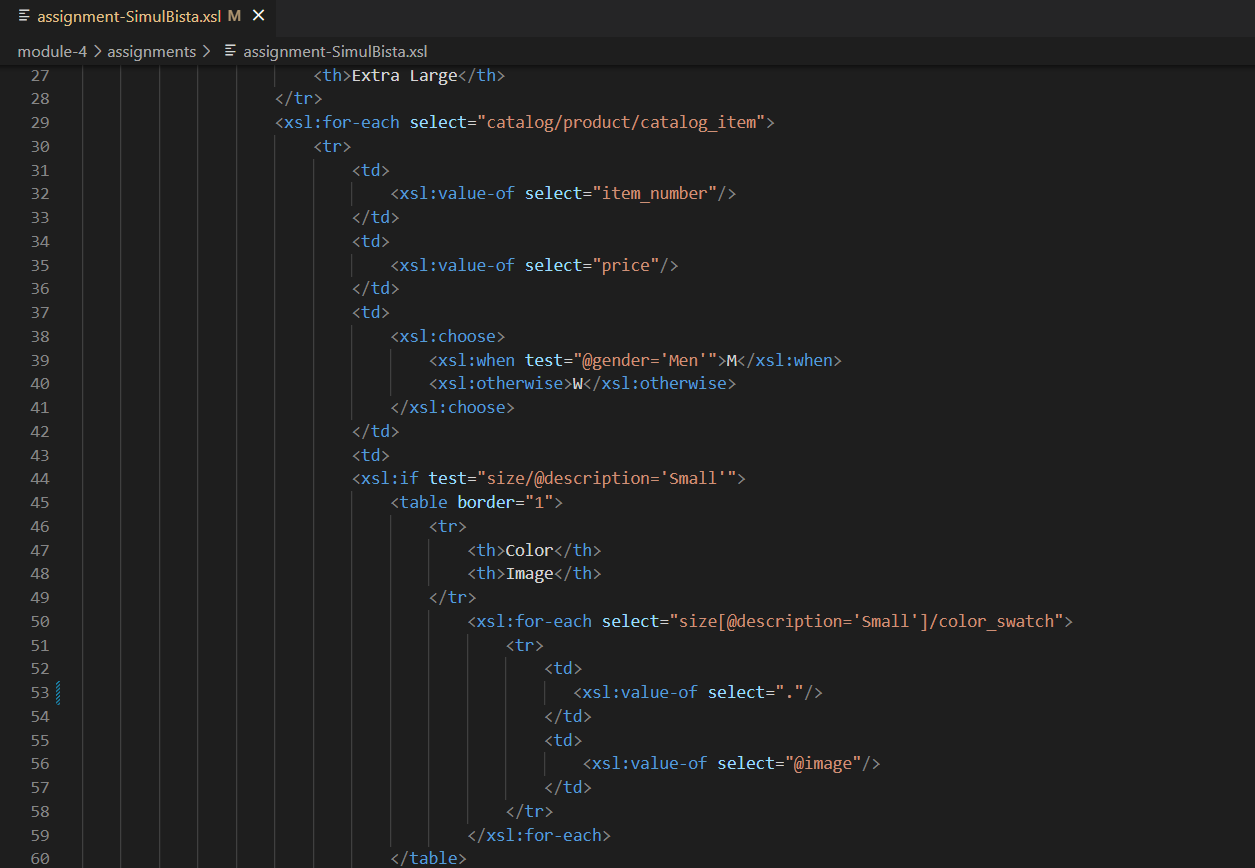 assignment-SimulBista.xsl M
module-4 > assignments > assignment-SimulBista.xsl
27 <th>Extra Large</th>
28 </tr>
29 <xsl:for-each select="catalog/product/catalog_item">
30 <tr>
31 <td>
32 <xsl:value-of select="item_number"/>
33 </td>
34 <td>
35 <xsl:value-of select="price"/>
36 </td>
37 <td>
38 <xsl:choose>
39 <xsl:when test="@gender='Men'">M</xsl:when>
40 <xsl:otherwise>W</xsl:otherwise>
41 </xsl:choose>
42 </td>
43 <td>
44 <xsl:if test="size/@description='Small'">
45 <table border="1">
46 <tr>
47 <th>Color</th>
48 <th>Image</th>
49 </tr>
50 <xsl:for-each select="size[@description='Small']/color_swatch">
51 <tr>
52 <td>
53 <xsl:value-of select="."/>
54 </td>
55 <td>
56 <xsl:value-of select="@image"/>
57 </td>
58 </tr>
59 </xsl:for-each>
60 </table>